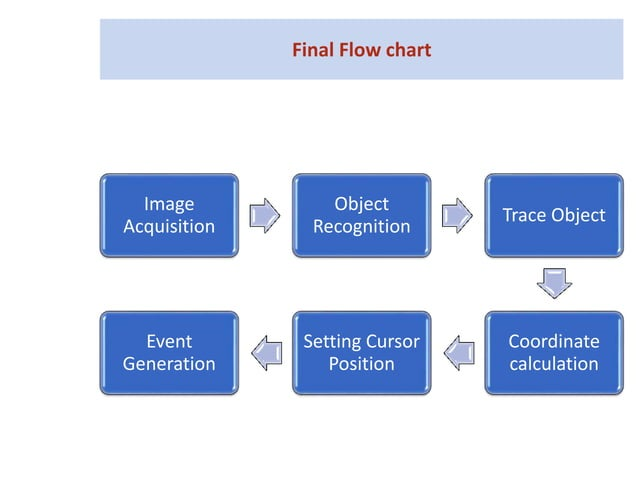 Final Flow chart
Image
Acquisition
Object
Recognition
Trace Object
Event
Generation
Setting Cursor
Position
Coordinate
calculation